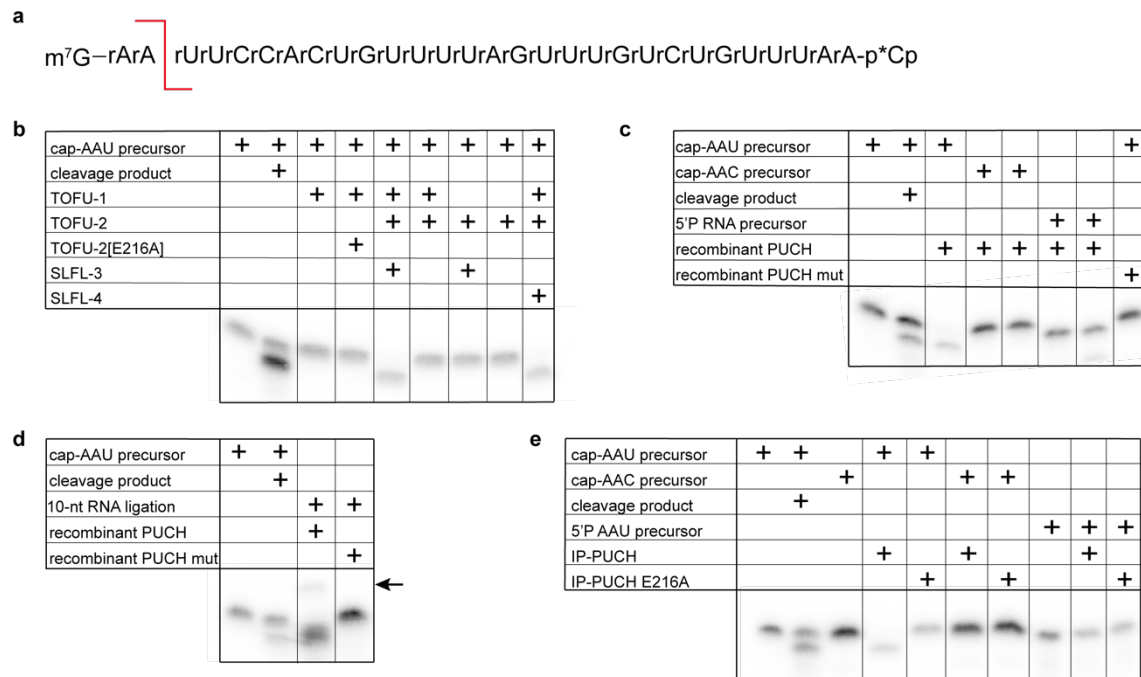 a
m⁷G–rArA rUrUrCrCrArCrUrGrUrUrUrUrUrArGrUrUrUrUrGrUrCrUrGrUrUrUrArA-p*Cp
b
cap-AAU precursor + + + + + + + + +
cleavage product +
TOFU-1 + + + + +
TOFU-2 + + + + +
TOFU-2[E216A] +
SLFL-3 + +
SLFL-4 +
c
cap-AAU precursor + + + +
cap-AAC precursor + +
cleavage product +
5'P RNA precursor + +
recombinant PUCH + + + + +
recombinant PUCH mut +
d
cap-AAU precursor + +
cleavage product +
10-nt RNA ligation + +
recombinant PUCH +
recombinant PUCH mut +
e
cap-AAU precursor + + + +
cap-AAC precursor + + +
cleavage product +
5'P AAU precursor + + +
IP-PUCH + + +
IP-PUCH E216A + + +